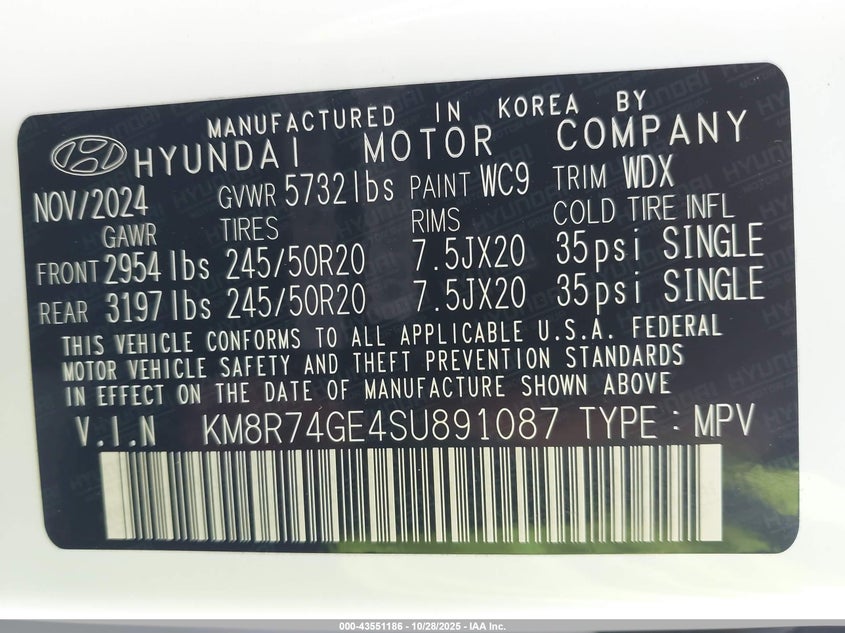 MANUFACTURED IN KOREA BY
HYUNDAI MOTOR COMPANY
NOV/2024 GVWR 5732lbs PAINT WC9 TRIM WDX
GAWR TIRES RIMS COLD TIRE INFL
FRONT 2954lbs 245/50R20 7.5JX20 35psi SINGLE
REAR 3197lbs 245/50R20 7.5JX20 35psi SINGLE
THIS VEHICLE CONFORMS TO ALL APPLICABLE U.S.A. FEDERAL
MOTOR VEHICLE SAFETY AND THEFT PREVENTION STANDARDS
IN EFFECT ON THE DATE OF MANUFACTURE SHOWN ABOVE
V.I.N KM8R74GE4SU891087 TYPE : MPV
000-43551186 - 10/28/2025 - IAA Inc.